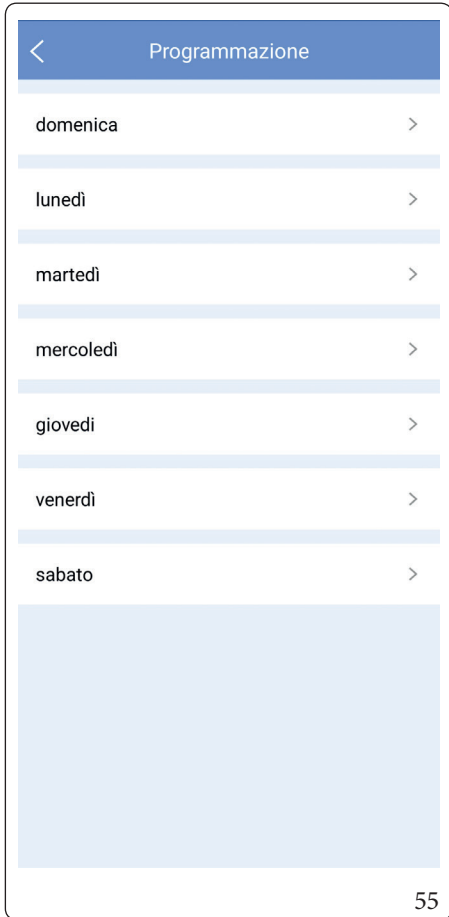 Programmazione
domenica
lunedì
martedì
mercoledì
giovedi
venerdì
sabato
55